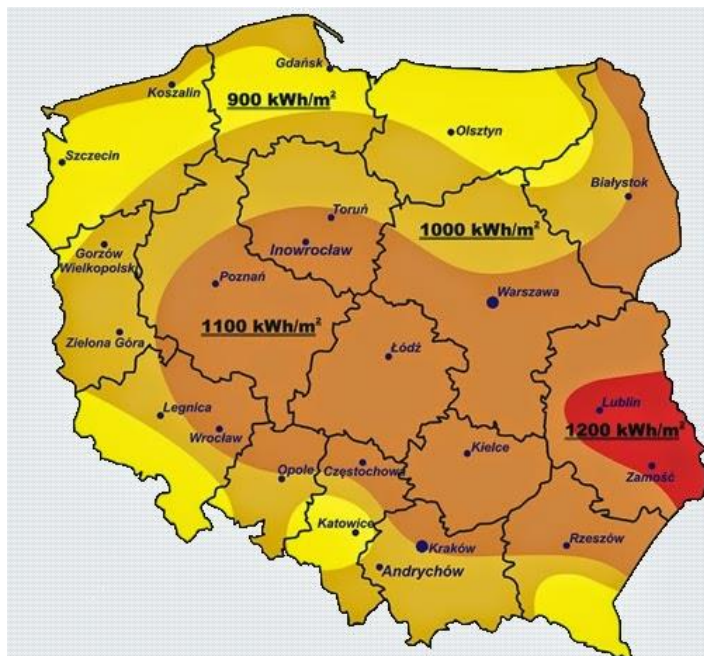 Gdańsk
Koszalin
900 kWh/m²
Olsztyn
Szczecin
Białystok
Toruń
1000 kWh/m²
Gorzów
Wielkopolski
Inowrocław
Poznań
Warszawa
1100 kWh/m²
Zielona Góra
Łódź
Legnica
Lublin
Wrocław
1200 kWh/m²
Kielce
Opole
Częstochowa
Zamość
Katowice
Kraków
Rzeszów
Andrychów